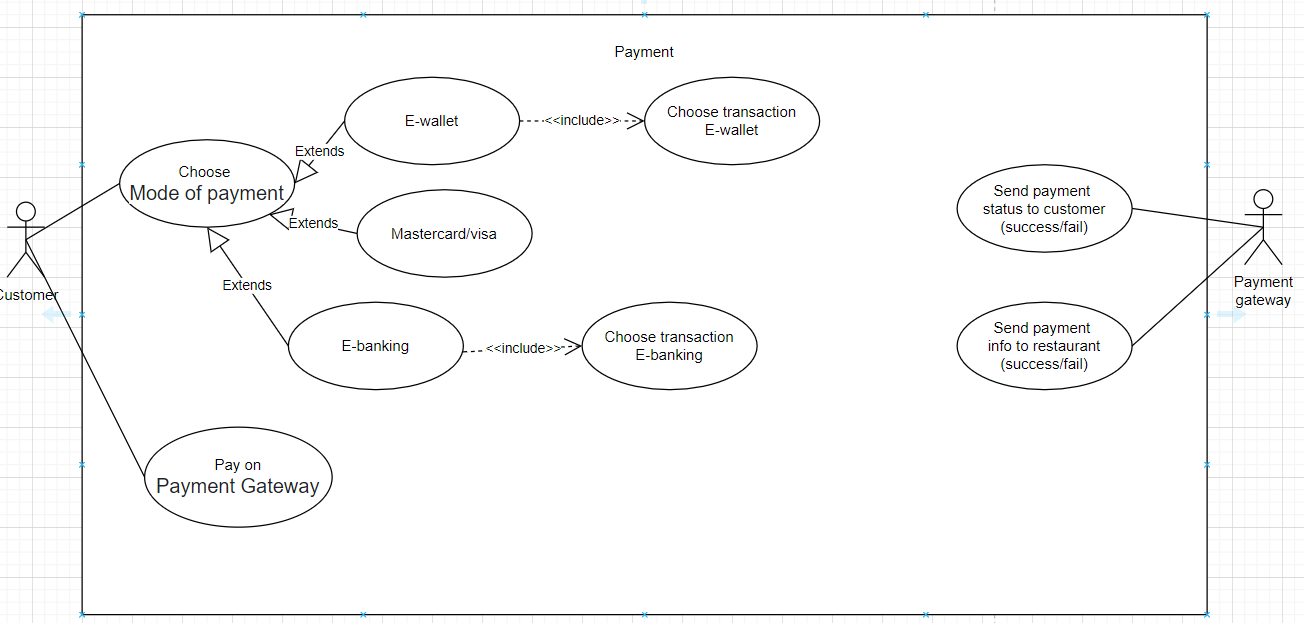 Payment
E-wallet
<<include>>
Choose transaction
E-wallet
Extends
Choose
Mode of payment
Extends
Mastercard/visa
Extends
E-banking
<<include>>
Choose transaction
E-banking
Customer
Pay on
Payment Gateway
Send payment
status to customer
(success/fail)
Send payment
info to restaurant
(success/fail)
Payment
gateway